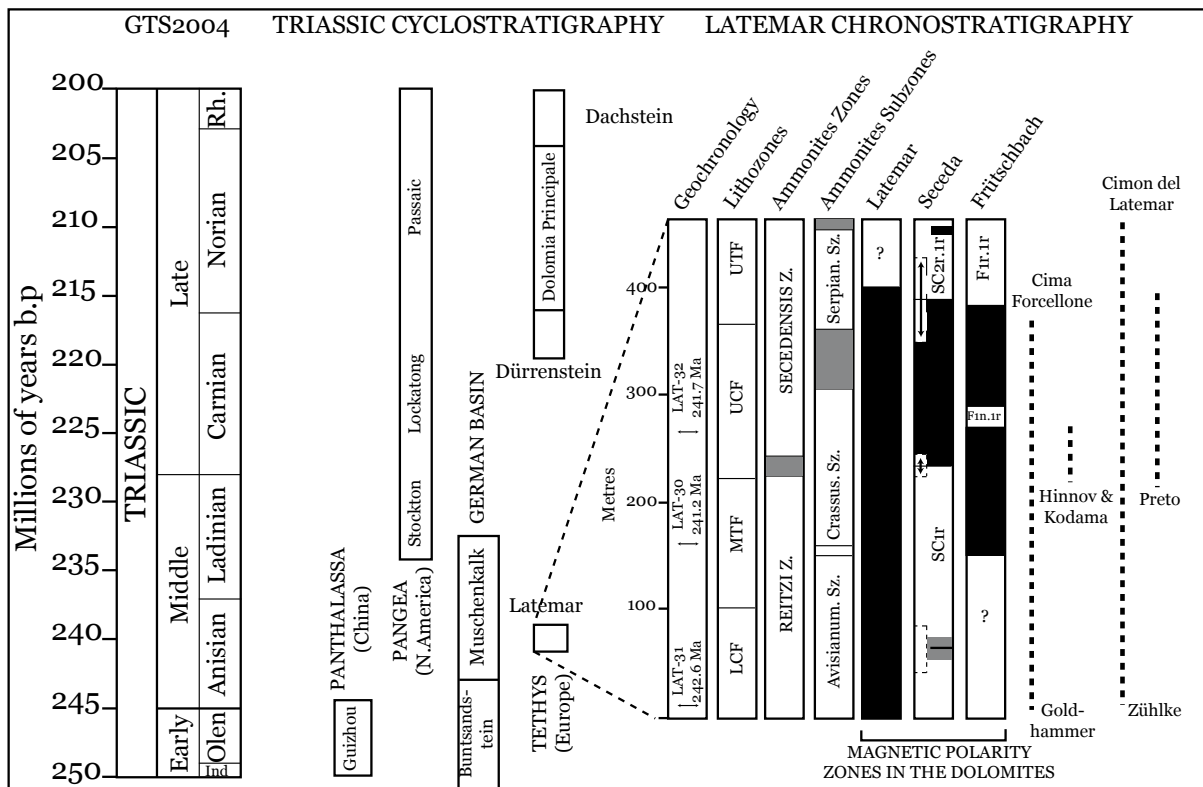 GTS2004 TRIASSIC CYCLOSTRATIGRAPHY LATEMAR CHRONOSTRATIGRAPHY
Millions of years b.p
200
205
210
215
220
225
230
235
240
245
250
TRIASSIC
Late
Middle
Early
Rh.
Norian
Carnian
Ladinian
Anisian
Olen
Ind
PANTHALASSA
(China)
Guizhou
PANGEA
(N.America)
Passaic
Lockatong
Stockton
GERMAN BASIN
Muschenkalk
Buntsands-
tein
TETHYS
(Europe)
Dachstein
Dolomia Principale
Dürrenstein
Latemar
Metres
400
300
200
100
Geochronology
LAT-32
241.7 Ma
LAT-30
241.2 Ma
LAT-31
242.6 Ma
Lithozones
UTF
UCF
MTF
LCF
Ammonites Zones
SECEDENSIS Z.
REITZI Z.
Ammonites Subzones
Serpian. Sz.
Crassus. Sz.
Avisianum. Sz.
Latemar
?
Seceda
SC2r.1r
SC1r
Frütschbach
F1r.1r
F1n.1r
?
MAGNETIC POLARITY
ZONES IN THE DOLOMITES
Cima
Forcellone
Gold-
hammer
Hinnov &
Kodama
Cimon del
Latemar
Zühlke
Preto